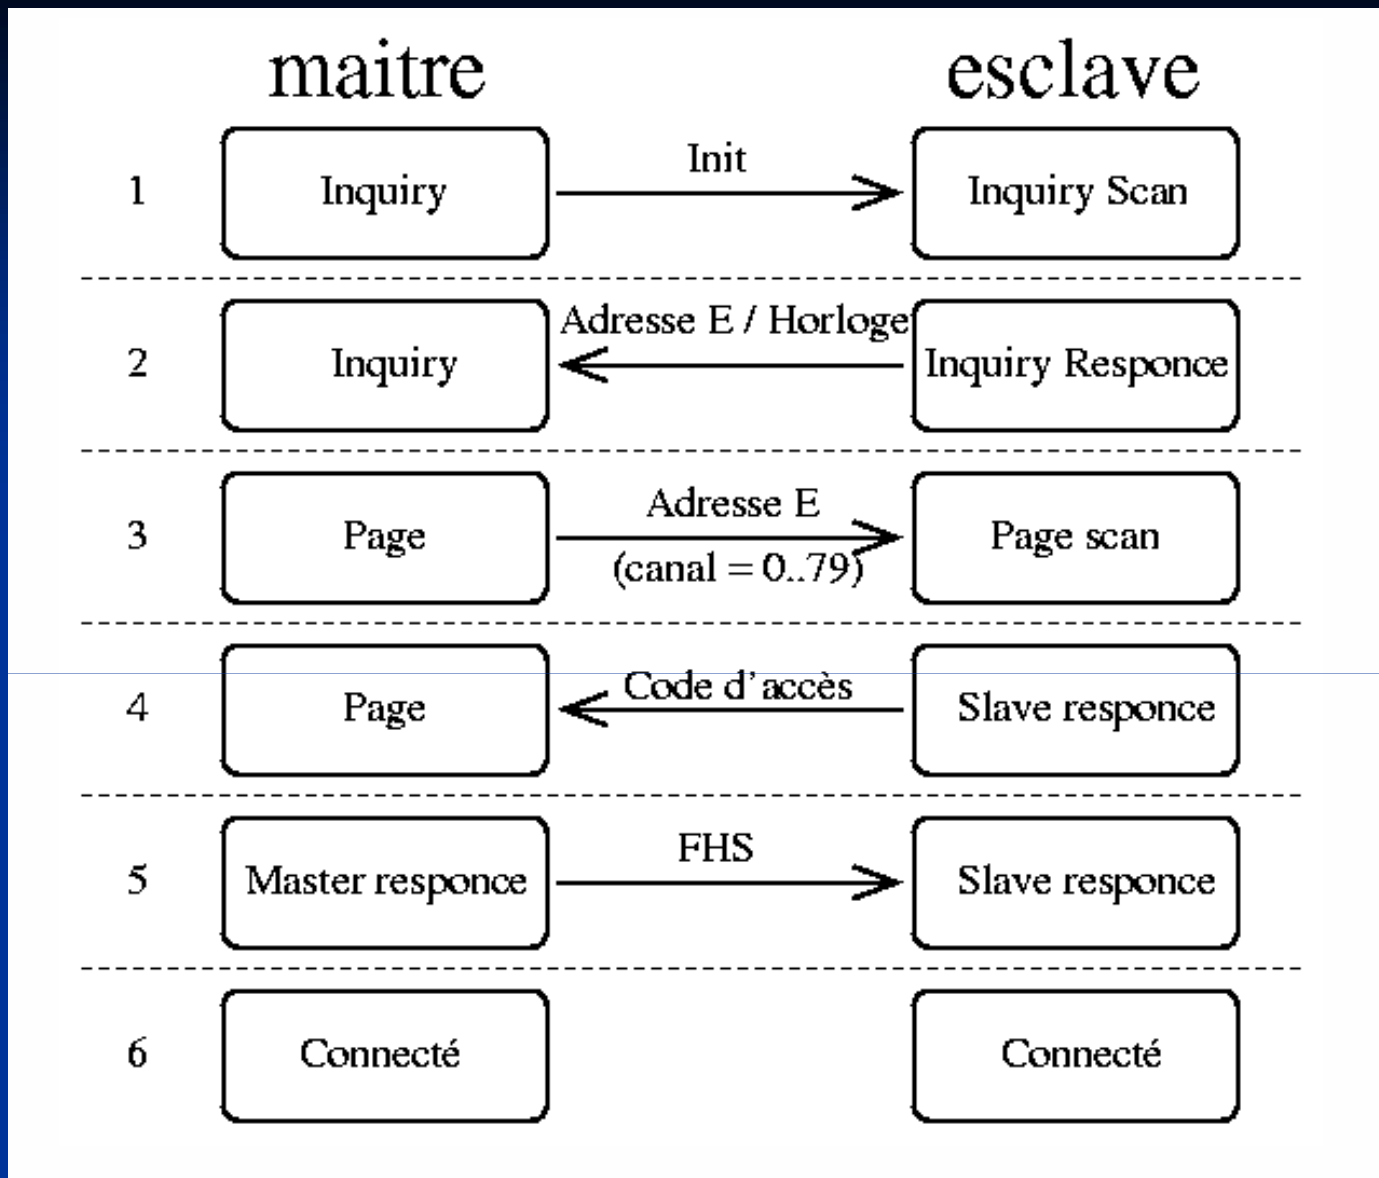 maitre esclave
Init
1 Inquiry Inquiry Scan
Adresse E / Horloge
2 Inquiry Inquiry Responce
Adresse E
3 Page Page scan
(canal = 0..79)
Code d'accès
4 Page Slave responce
FHS
5 Master responce Slave responce
6 Connecté Connecté